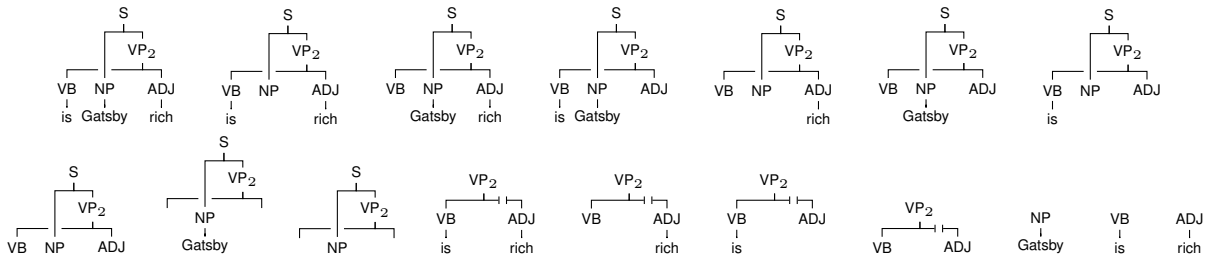 S S S S S S S
VP₂ VP₂ VP₂ VP₂ VP₂ VP₂ VP₂
VB NP ADJ VB NP ADJ VB NP ADJ VB NP ADJ VB NP ADJ VB NP ADJ VB NP ADJ
is Gatsby rich is rich Gatsby rich is Gatsby rich Gatsby is
S S S VP₂ VP₂ VP₂ VP₂
VP₂ VP₂ VP₂ VB ADJ VB ADJ VB ADJ NP VB ADJ
VB NP ADJ NP NP is rich rich is VB ADJ Gatsby is rich
Gatsby